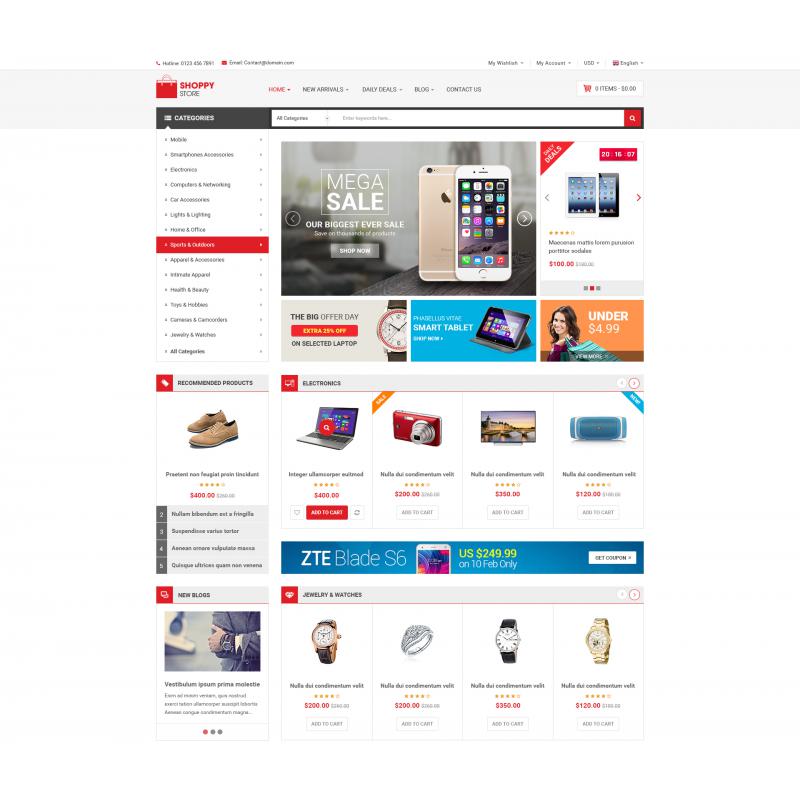 Hotline: 0123 456 7891
Email: Contact@domain.com
My Wishlist
My Account
USD
English
SHOPPY
STORE
HOME
NEW ARRIVALS
DAILY DEALS
BLOG
CONTACT US
0 ITEMS - $0.00
CATEGORIES
All Categories
Enter keywords here...
Mobile
Smartphones Accessories
Electronics
Computers & Networking
Car Accessories
Lights & Lighting
Home & Office
Sports & Outdoors
Apparel & Accessories
Intimate Apparel
Health & Beauty
Toys & Hobbies
Cameras & Camcorders
Jewelry & Watches
All Categories
MEGA
SALE
OUR BIGGEST EVER SALE
Save on thousands of products
SHOP NOW
DAILY
DEALS
20 : 16 : 07
Maecenas mattis lorem purusion
porttitor sodales
$100.00 $180.00
THE BIG OFFER DAY
EXTRA 25% OFF
ON SELECTED LAPTOP
PHASELLUS VITAE
SMART TABLET
SHOP NOW
UNDER
$4.99
VIEW MORE
RECOMMENDED PRODUCTS
Praetent non feugiat proin tincidunt
$400.00 $260.00
2 Nullam bibendum est a fringilla
3 Suspendisse varius tortor
4 Aenean ornare vulputate massa
5 Quisque ultrices quam non venena
ELECTRONICS
SALE
NEW!
Integer ullamcorper euitmod
$400.00
ADD TO CART
Nulla dui condimentum velit
$200.00 $260.00
ADD TO CART
Nulla dui condimentum velit
$350.00
ADD TO CART
Nulla dui condimentum velit
$120.00 $180.00
ADD TO CART
ZTE Blade S6
US $249.99
on 10 Feb Only
GET COUPON
NEW BLOGS
Vestibulum ipsum prima molestie
Enim ad minim veniam, quis nostrud
exerci tation ullamcorper suscipit lobortis
Aenean congue condimentum magna...
JEWELRY & WATCHES
Nulla dui condimentum velit
$200.00 $260.00
ADD TO CART
Nulla dui condimentum velit
$200.00 $260.00
ADD TO CART
Nulla dui condimentum velit
$350.00
ADD TO CART
Nulla dui condimentum velit
$120.00 $180.00
ADD TO CART